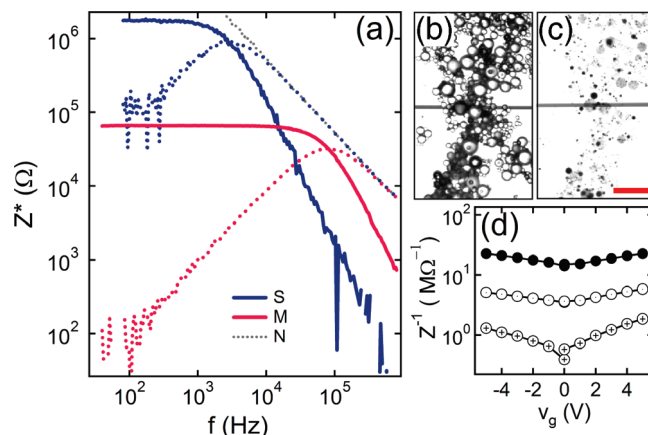 (a)
Z* (Ω)
10^6
10^5
10^4
10^3
10^2
S
M
N
10^2
10^3
10^4
10^5
f (Hz)
(b)
(c)
(d)
Z^-1 (MΩ^-1)
10^2
10^1
10^0
-4
-2
0
2
4
v_g (V)